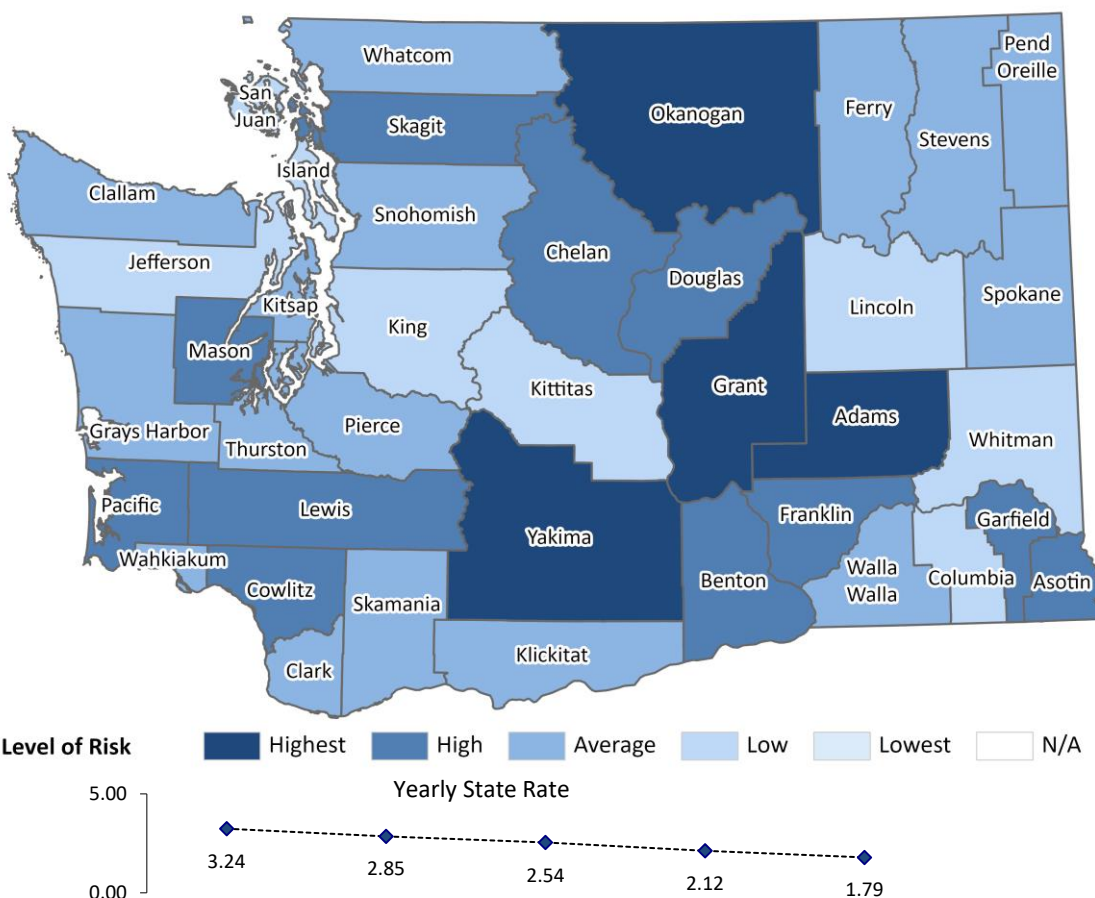 Whatcom
Pend
Oreille
San
Juan
Okanogan
Ferry
Skagit
Stevens
Island
Clallam
Snohomish
Chelan
Jefferson
Douglas
Kitsap
Lincoln
Spokane
King
Mason
Kittitas
Grant
Adams
Grays Harbor
Pierce
Whitman
Thurston
Pacific
Lewis
Franklin
Garfield
Yakima
Wahkiakum
Walla
Walla
Benton
Columbia
Asotin
Cowlitz
Skamania
Klickitat
Clark
Level of Risk Highest High Average Low Lowest N/A
Yearly State Rate
5.00
3.24 2.85 2.54 2.12 1.79
0.00